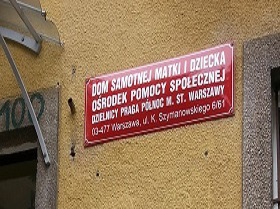 DOM SAMOTNEJ MATKI I DZIECKA
OŚRODEK POMOCY SPOŁECZNEJ
DZIELNICY PRAGA PÓŁNOC M. ST. WARSZAWY
03-477 Warszawa, ul. K. Szymanowskiego 6/61
100